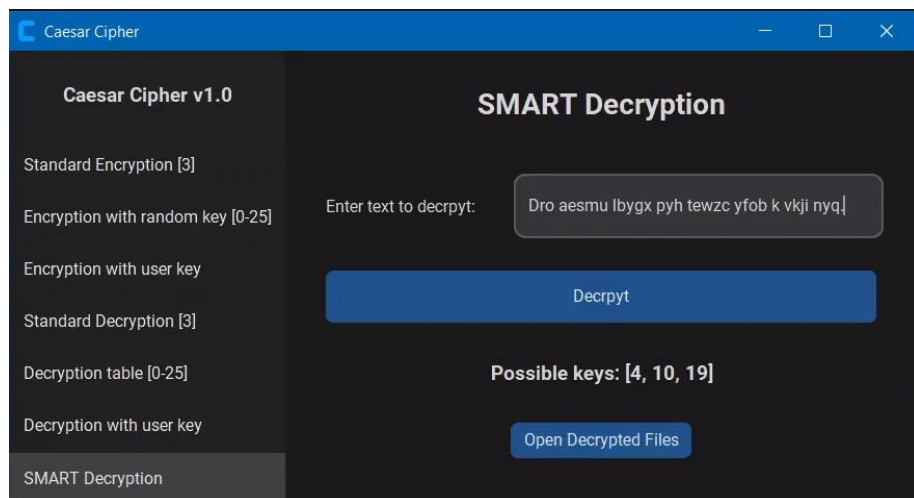 Caesar Cipher
Caesar Cipher v1.0
Standard Encryption [3]
Encryption with random key [0-25]
Encryption with user key
Standard Decryption [3]
Decryption table [0-25]
Decryption with user key
SMART Decryption
SMART Decryption
Enter text to decrpyt:
Dro aesmu lbygx pyh tewzc yfob k vkji nyq.
Decrpyt
Possible keys: [4, 10, 19]
Open Decrypted Files